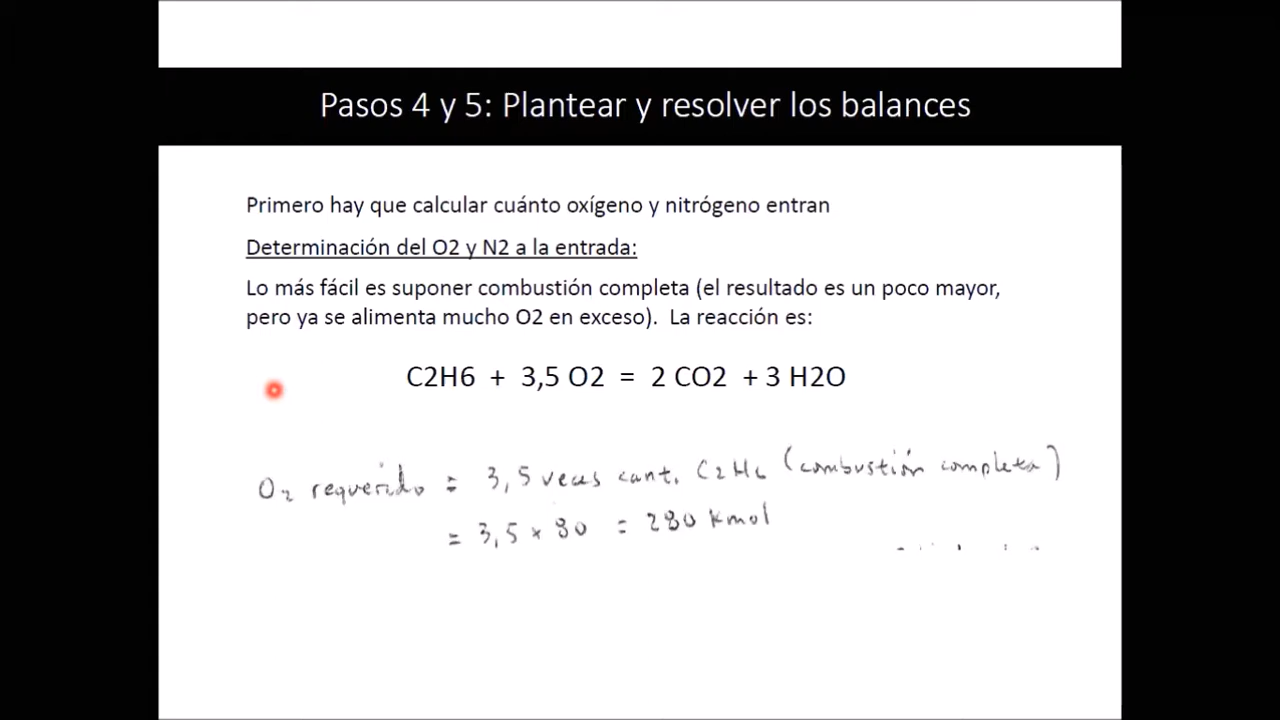 Pasos 4 y 5: Plantear y resolver los balances
Primero hay que calcular cuánto oxígeno y nitrógeno entran
Determinación del O2 y N2 a la entrada:
Lo más fácil es suponer combustión completa (el resultado es un poco mayor,
pero ya se alimenta mucho O2 en exceso). La reacción es:
C2H6 + 3,5 O2 = 2 CO2 + 3 H2O
O2 requerido = 3,5 veces cant. C2H6 (combustión completa)
= 3,5 × 80 = 280 kmol